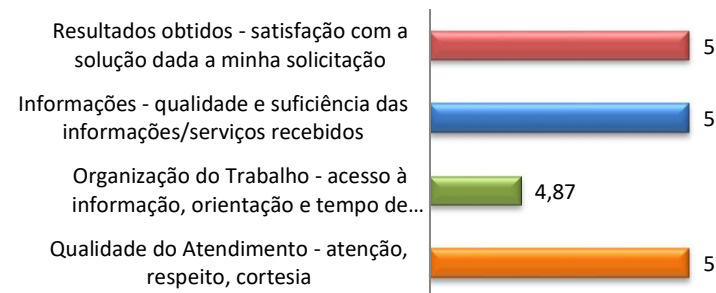 Resultados obtidos - satisfação com a
solução dada a minha solicitação
5
Informações - qualidade e suficiência das
informações/serviços recebidos
5
Organização do Trabalho - acesso à
informação, orientação e tempo de...
4,87
Qualidade do Atendimento - atenção,
respeito, cortesia
5